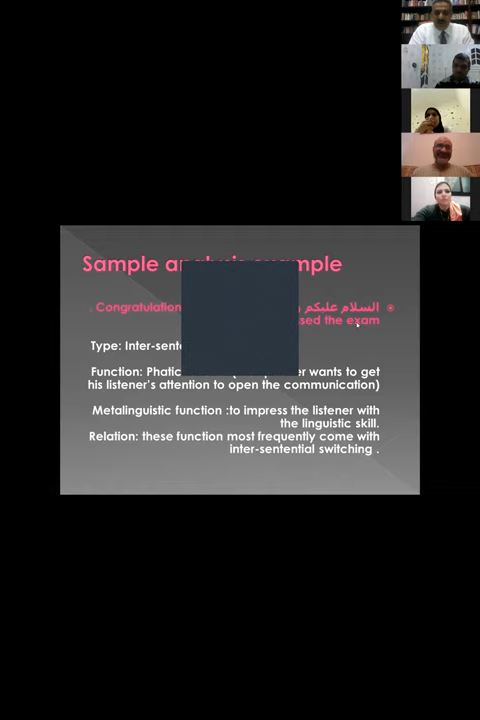 Sample mple
السلام عليكم
. Congratulation sed the exam
Type: Inter-sent
Function: Phatic er wants to get
his listener's attention to open the communication)
Metalinguistic function :to impress the listener with
the linguistic skill.
Relation: these function most frequently come with
inter-sentential switching .